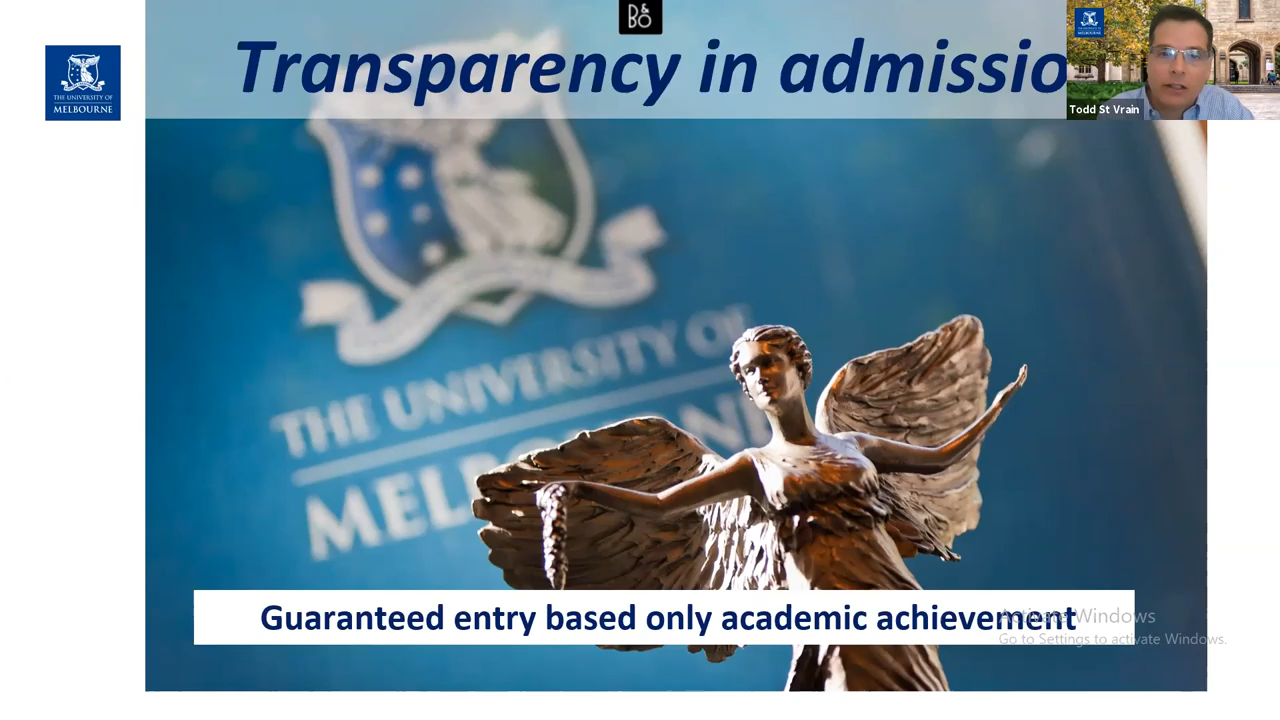 THE UNIVERSITY OF
MELBOURNE
Transparency in admissio
B&O
Todd St Vrain
THE UNIVERSITY OF
MEL
Guaranteed entry based only academic achievement
Activate Windows
Go to Settings to activate Windows.